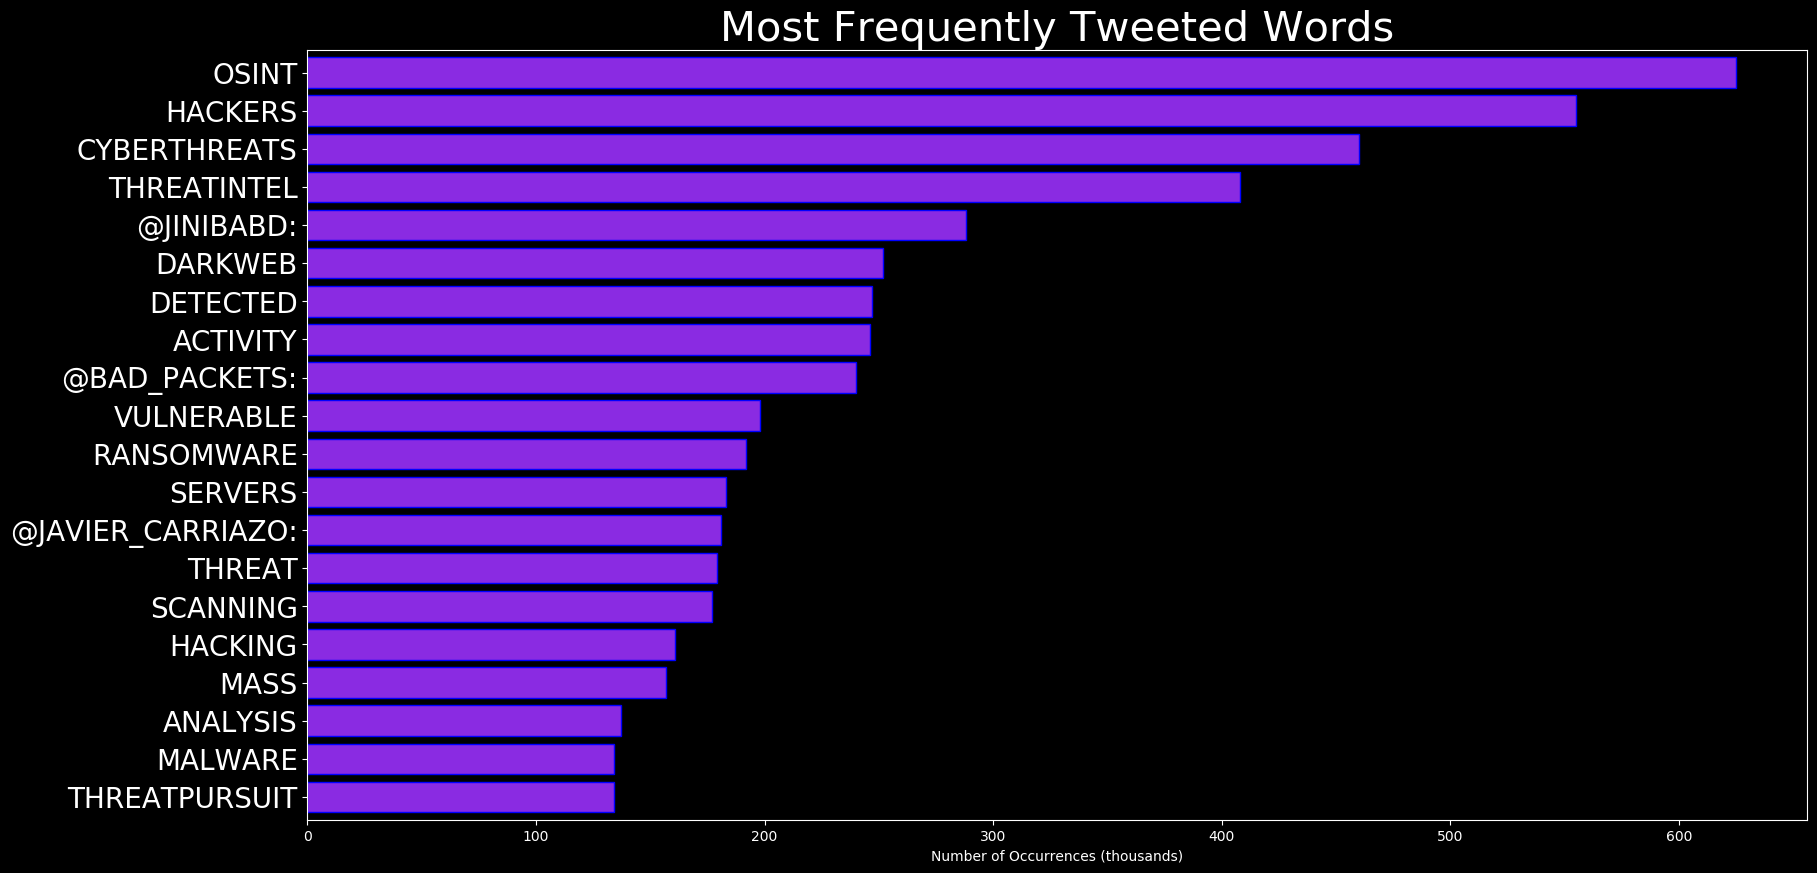 Most Frequently Tweeted Words
OSINT
HACKERS
CYBERTHREATS
THREATINTEL
@JINIBABD:
DARKWEB
DETECTED
ACTIVITY
@BAD_PACKETS:
VULNERABLE
RANSOMWARE
SERVERS
@JAVIER_CARRIAZO:
THREAT
SCANNING
HACKING
MASS
ANALYSIS
MALWARE
THREATPURSUIT
0 100 200 300 400 500 600
Number of Occurrences (thousands)